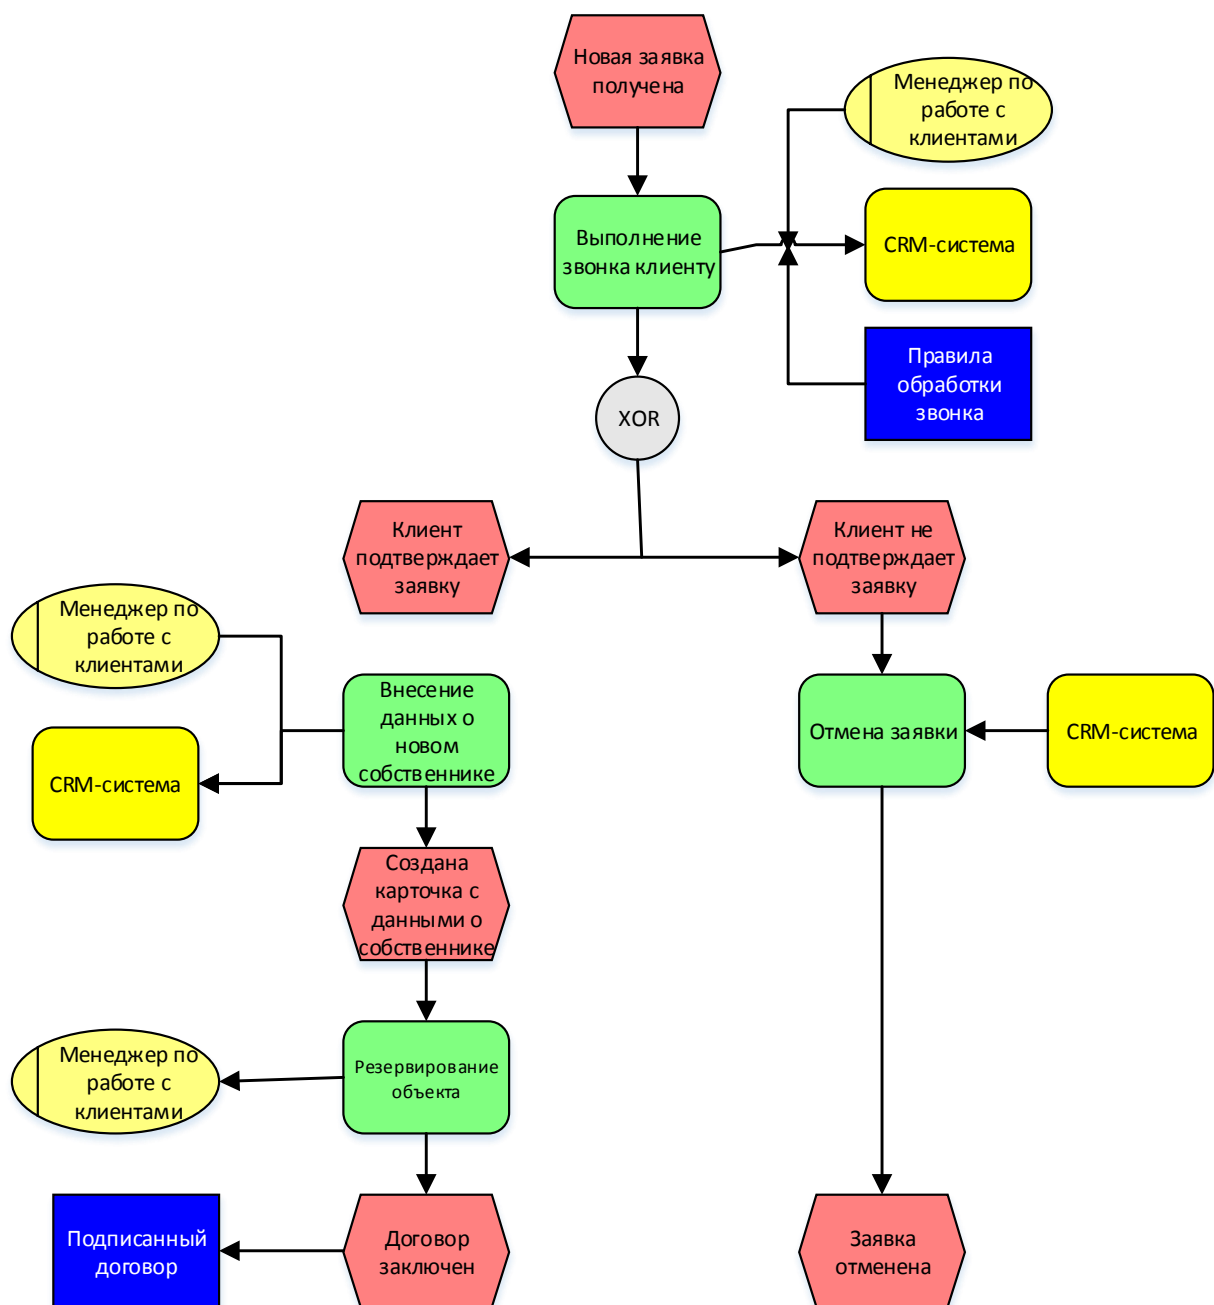 Новая заявка
получена
Менеджер по
работе с
клиентами
Выполнение
звонка клиенту
CRM-система
Правила
обработки
звонка
XOR
Клиент
подтверждает
заявку
Клиент не
подтверждает
заявку
Менеджер по
работе с
клиентами
CRM-система
Внесение
данных о
новом
собственнике
Отмена заявки
CRM-система
Создана
карточка с
данными о
собственнике
Менеджер по
работе с
клиентами
Резервирование
объекта
Подписанный
договор
Договор
заключен
Заявка
отменена